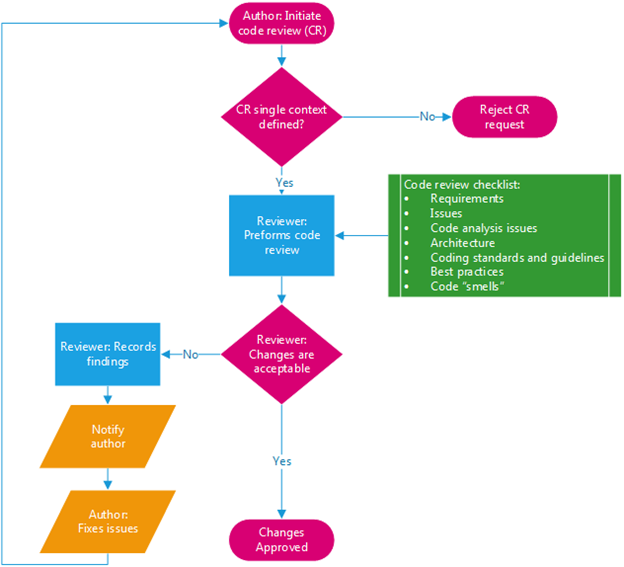 Author: Initiate
code review (CR)
CR single context
defined?
No
Reject CR
request
Yes
Code review checklist:
• Requirements
• Issues
• Code analysis issues
• Architecture
• Coding standards and guidelines
• Best practices
• Code “smells”
Reviewer:
Preforms code
review
Reviewer:
Changes are
acceptable
No
Reviewer: Records
findings
Notify
author
Yes
Author:
Fixes issues
Changes
Approved